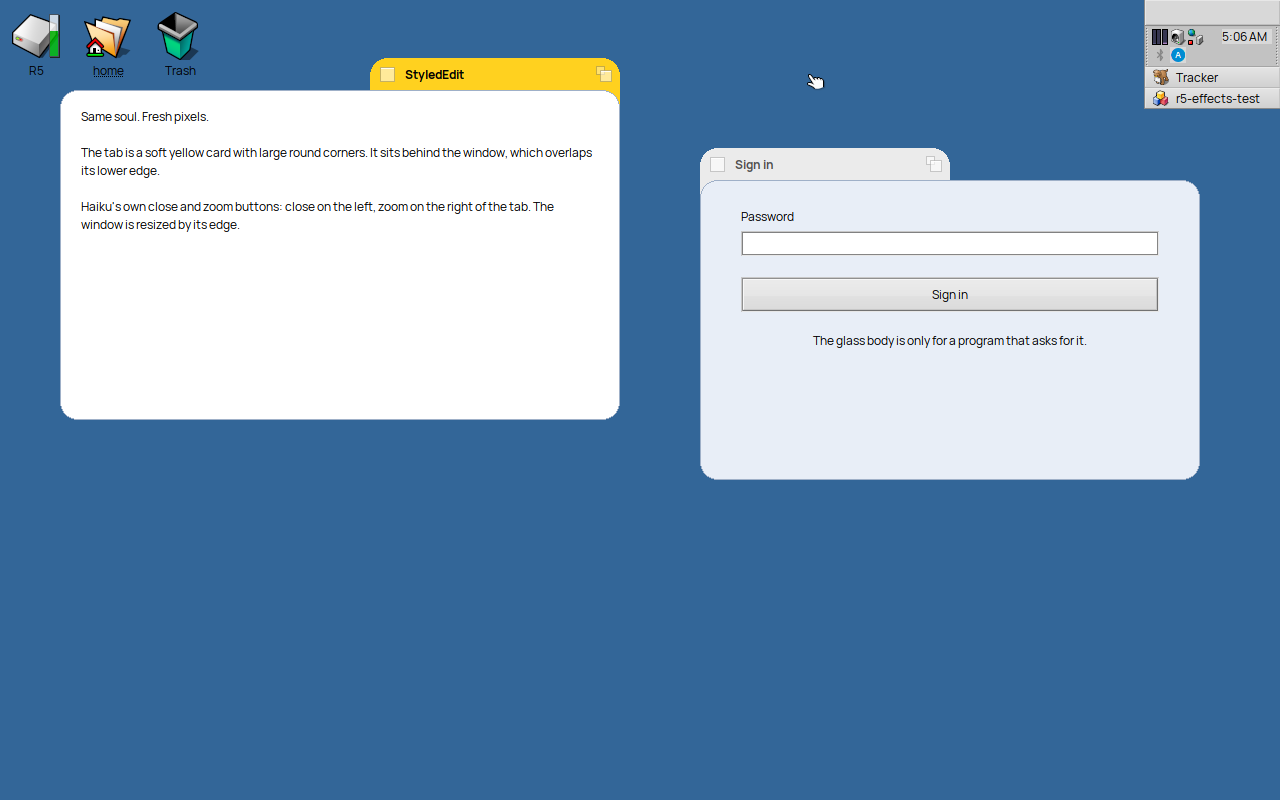 R5
home
Trash
StyledEdit
Same soul. Fresh pixels.
The tab is a soft yellow card with large round corners. It sits behind the window, which overlaps
its lower edge.
Haiku's own close and zoom buttons: close on the left, zoom on the right of the tab. The
window is resized by its edge.
Sign in
Password
Sign in
The glass body is only for a program that asks for it.
5:06 AM
A
Tracker
r5-effects-test